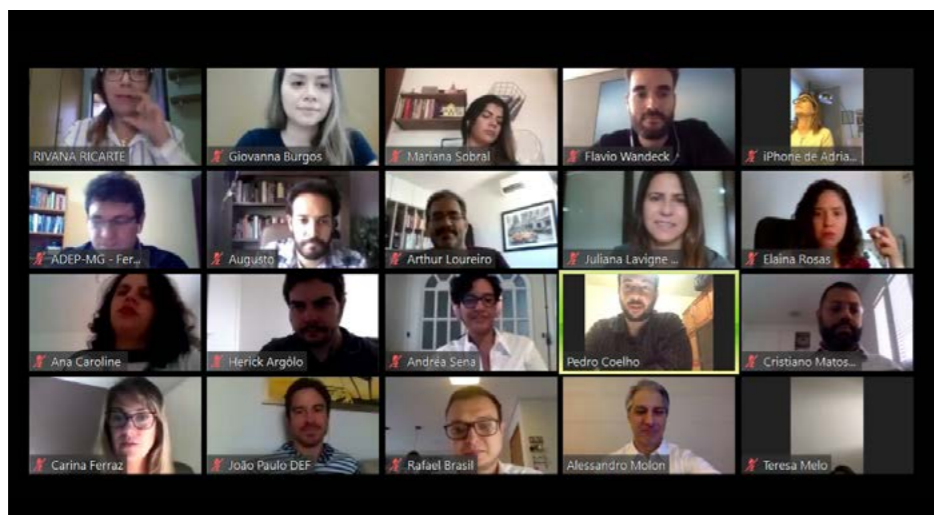 RIVANA RICARTE
Giovanna Burgos
Mariana Sobral
Flavio Wandeck
iPhone de Adria...
ADEP-MG - Fer...
Augusto
Arthur Loureiro
Juliana Lavigne ...
Elaina Rosas
Ana Caroline
Herick Argôlo
Andréa Sena
Pedro Coelho
Cristiano Matos...
Carina Ferraz
João Paulo DEF
Rafael Brasil
Alessandro Molon
Teresa Melo